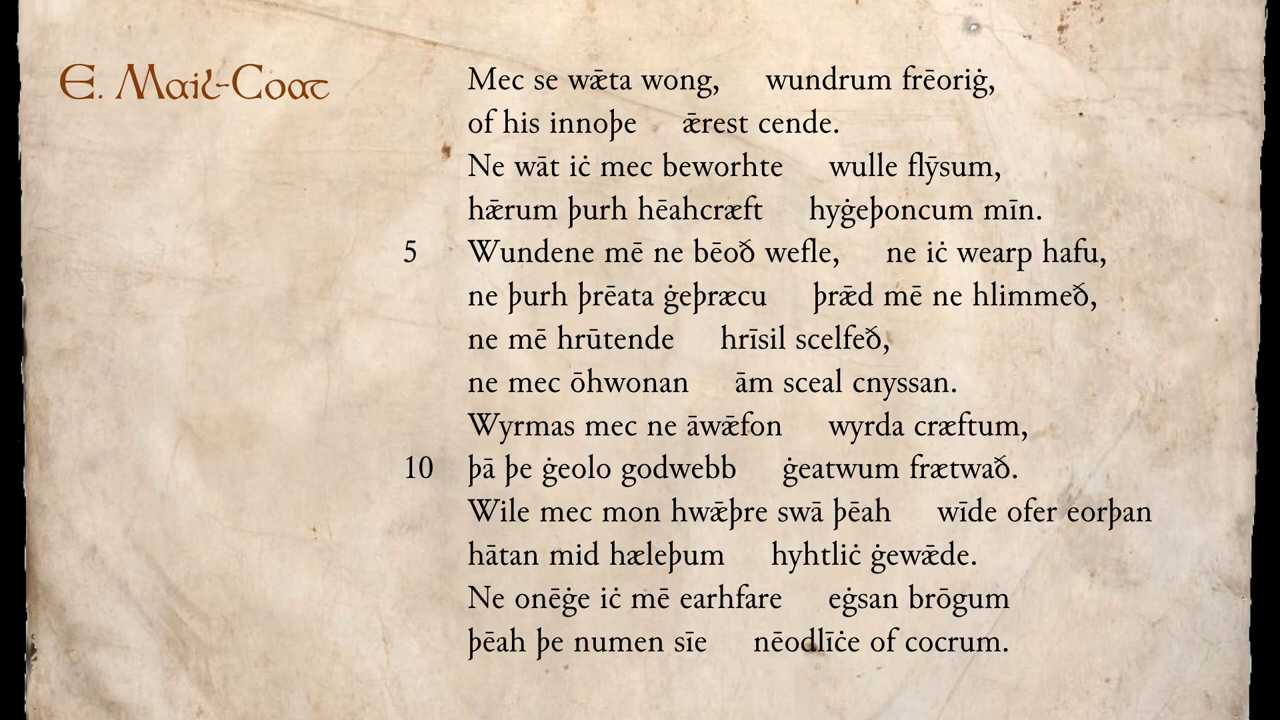 E. Mail-Coat
Mec se wǣta wong, wundrum frēoriġ,
of his innoþe ǣrest cende.
Ne wāt iċ mec beworhte wulle flȳsum,
hǣrum þurh hēahcræft hyġeþoncum mīn.
5 Wundene mē ne bēoð wefle, ne iċ wearp hafu,
ne þurh þrēata ġeþræcu þrǣd mē ne hlimmeð,
ne mē hrūtende hrīsil scelfeð,
ne mec ōhwonan ām sceal cnyssan.
Wyrmas mec ne āwǣfon wyrda cræftum,
10 þā þe ġeolo godwebb ġeatwum frætwað.
Wile mec mon hwǣþre swā þēah wīde ofer eorþan
hātan mid hæleþum hyhtliċ ġewǣde.
Ne onēġe iċ mē earhfare eġsan brōgum
þēah þe numen sīe nēodlīċe of cocrum.